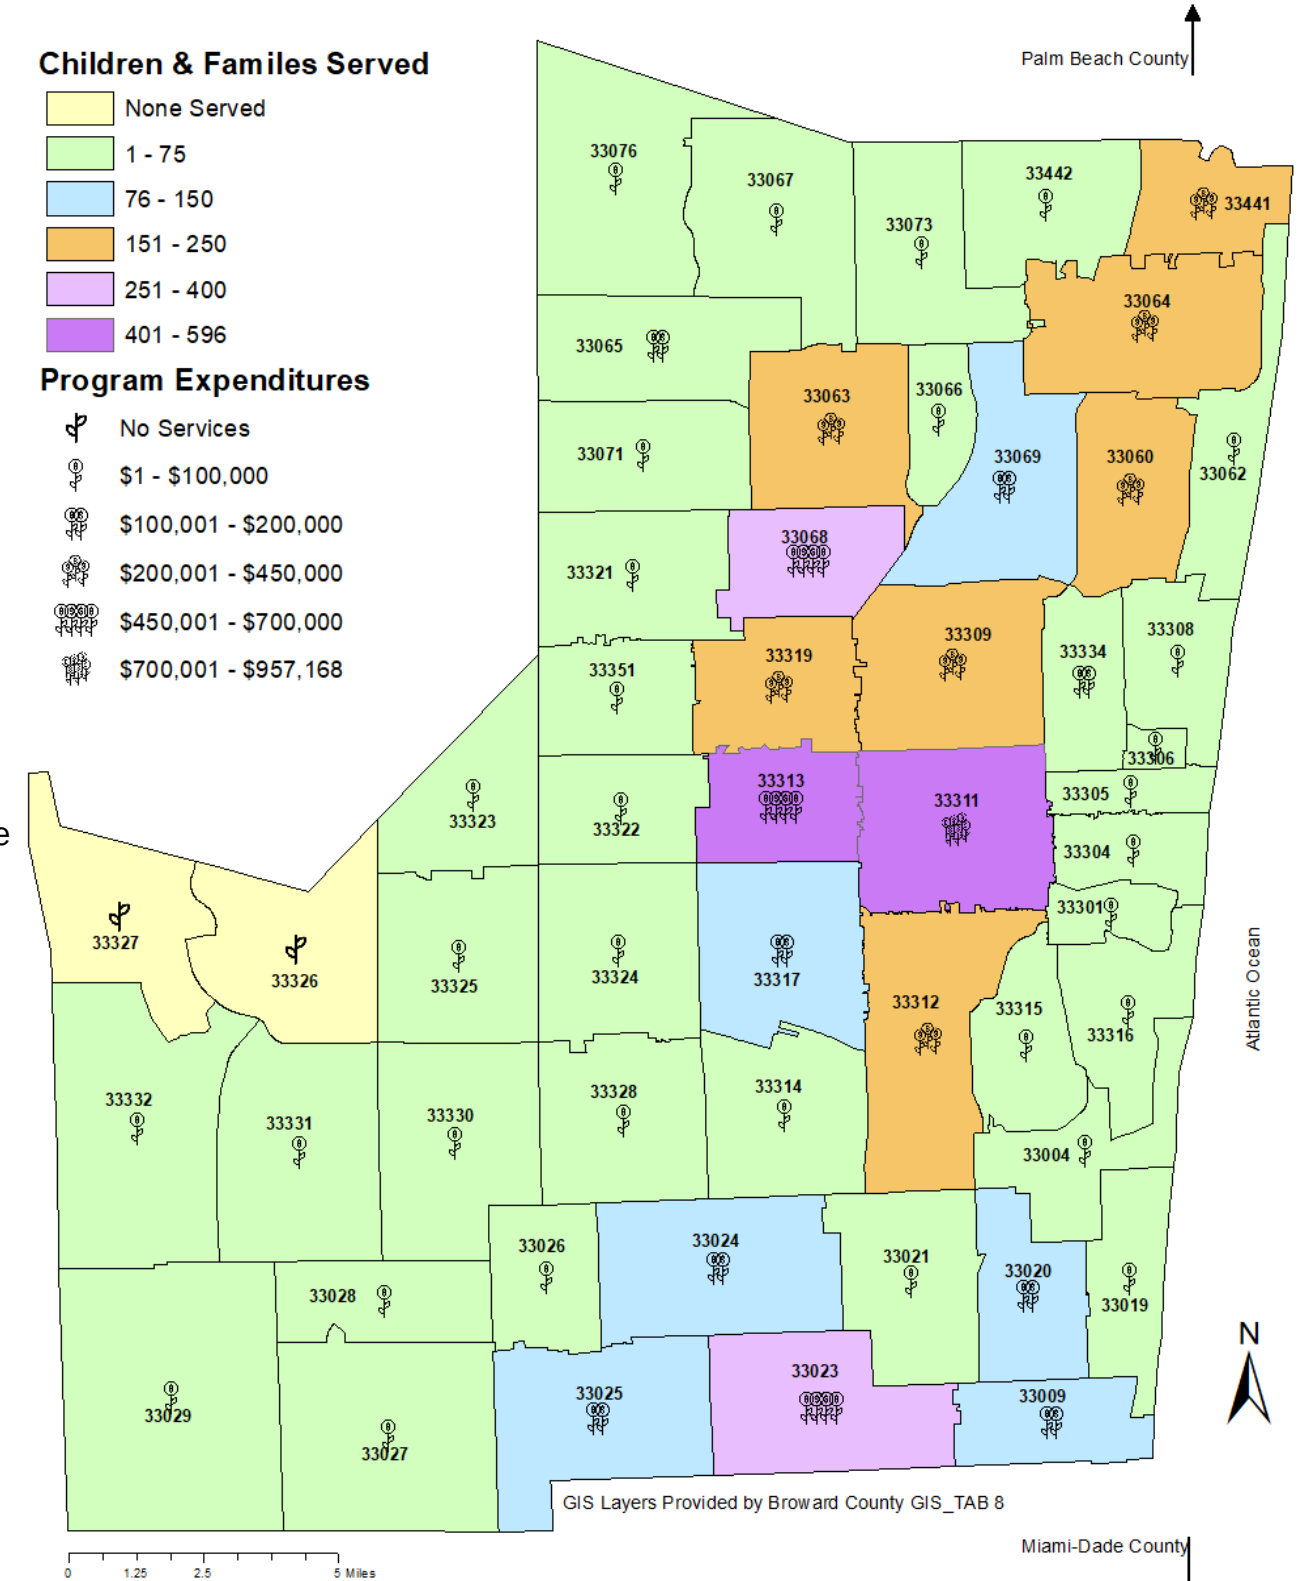 Palm Beach County
Children & Familes Served
None Served
1 - 75
76 - 150
151 - 250
251 - 400
401 - 596
Program Expenditures
No Services
$1 - $100,000
$100,001 - $200,000
$200,001 - $450,000
$450,001 - $700,000
$700,001 - $957,168
33076
33067
33442
33441
33073
33064
33065
33063
33066
33071
33069
33060
33062
33068
33321
33309
33308
33334
33319
33351
33306
33313
33311
33305
33323
33322
33304
e
33301
33327
33326
33325
33324
33317
33312
33315
33316
Atlantic Ocean
33332
33331
33330
33328
33314
33004
33026
33024
33021
33020
33019
33028
33029
33027
33025
33023
33009
N
GIS Layers Provided by Broward County GIS_TAB 8
Miami-Dade County
0 1.25 2.5 5 Miles